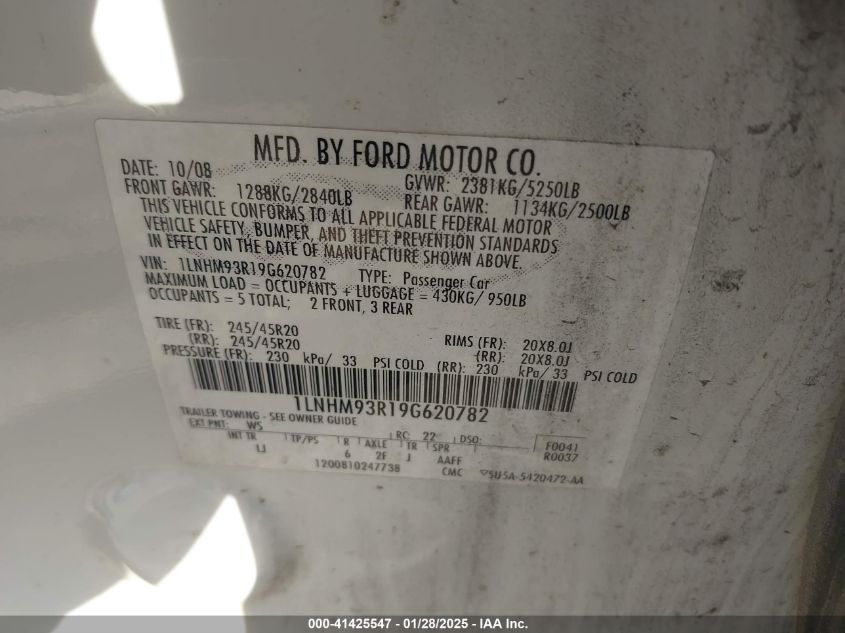 MFD. BY FORD MOTOR CO.
DATE: 10/08 GVWR: 2381KG/5250LB
FRONT GAWR: 1288KG/2840LB REAR GAWR: 1134KG/2500LB
THIS VEHICLE CONFORMS TO ALL APPLICABLE FEDERAL MOTOR
VEHICLE SAFETY, BUMPER, AND THEFT PREVENTION STANDARDS
IN EFFECT ON THE DATE OF MANUFACTURE SHOWN ABOVE.
VIN: 1LNHM93R19G620782 TYPE: Passenger Car
MAXIMUM LOAD = OCCUPANTS + LUGGAGE = 430KG/ 950LB
OCCUPANTS = 5 TOTAL; 2 FRONT, 3 REAR
TIRE (FR): 245/45R20 RIMS (FR): 20X8.0J
(RR): 245/45R20 (RR): 20X8.0J
PRESSURE (FR): 230 kPa/ 33 PSI COLD (RR): 230 kPa/ 33 PSI COLD
1LNHM93R19G620782
TRAILER TOWING - SEE OWNER GUIDE
EXT PNT: WS RC: 22 DSO: F0041
INT TR TP/PS R AXLE TR SPR R0037
LJ 6 2F J AAFF
1200810247738 CMC 5U5A-5420472-AA
000-41425547 - 01/28/2025 - IAA Inc.